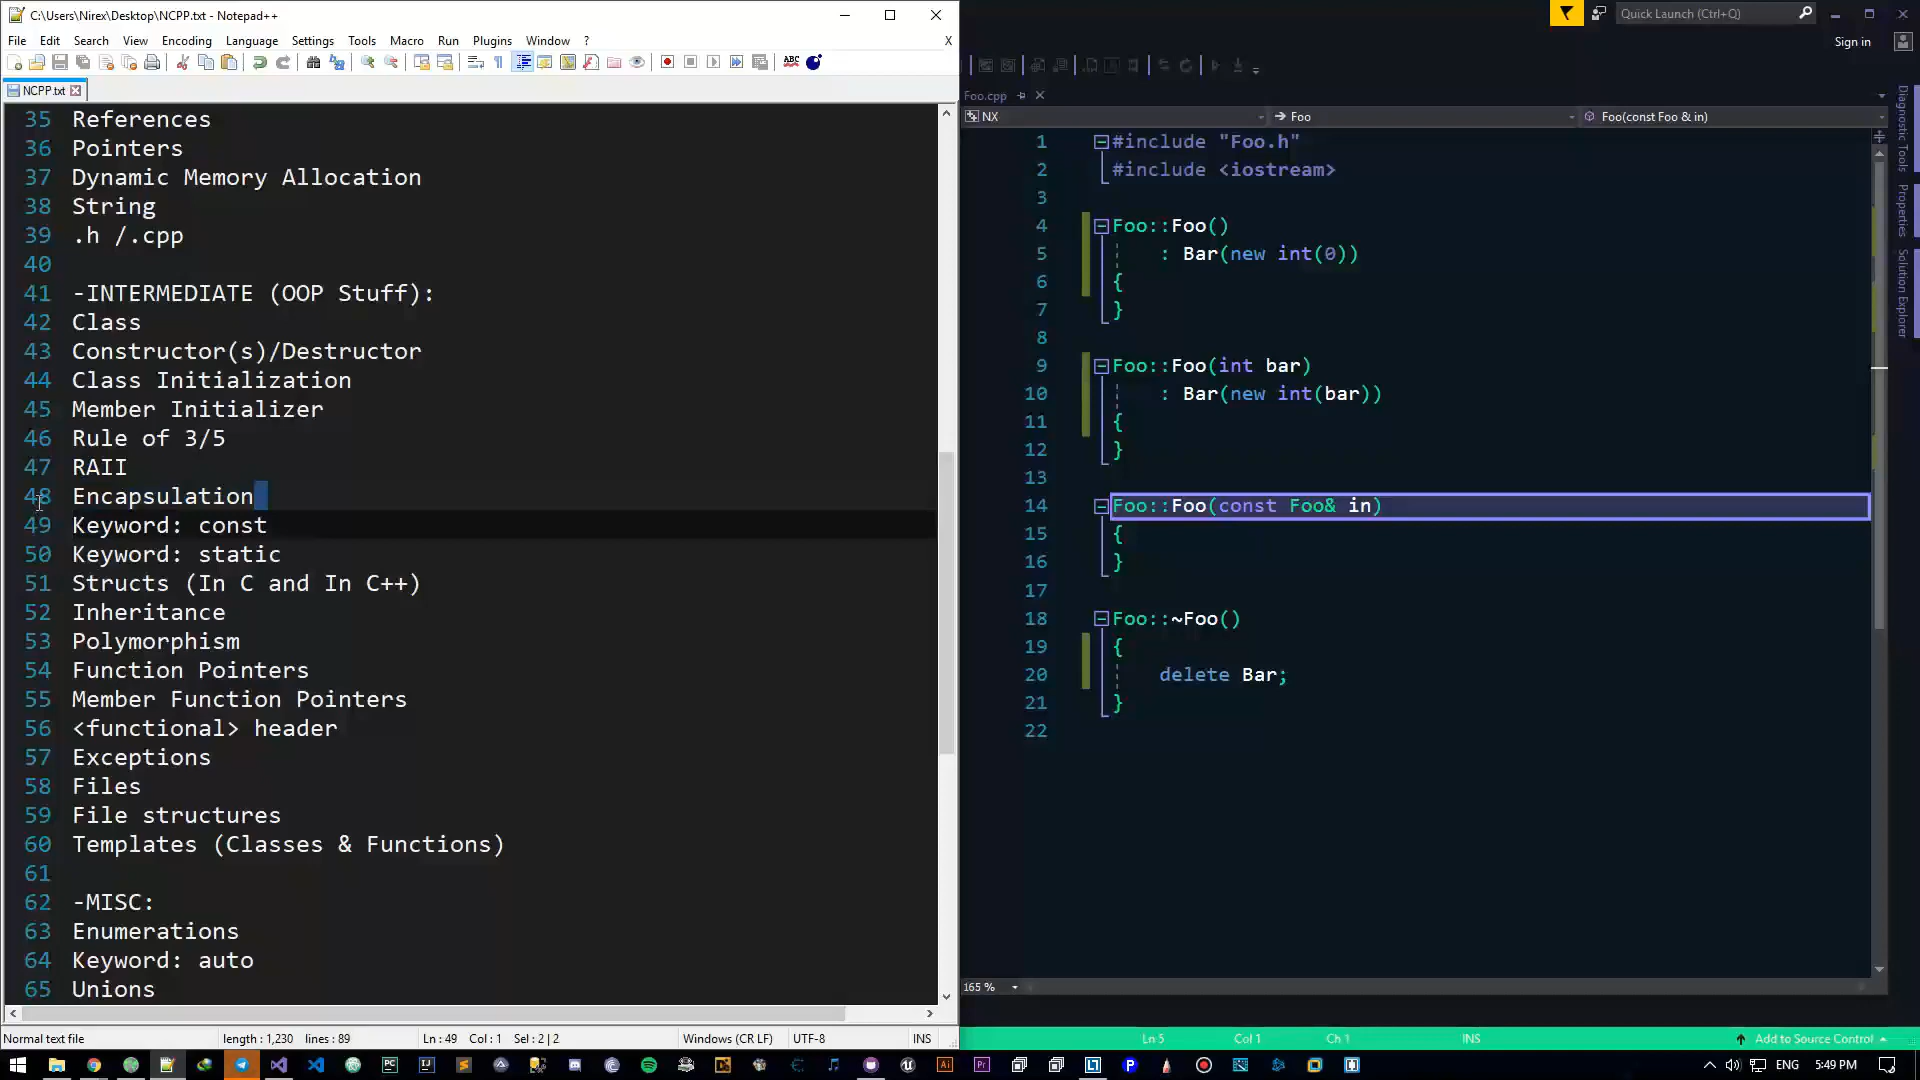 C:\Users\Nirex\Desktop\NCPP.txt - Notepad++
File Edit Search View Encoding Language Settings Tools Macro Run Plugins Window ?
X
ABC
NCPP.txt
35 References
36 Pointers
37 Dynamic Memory Allocation
38 String
39 .h /.cpp
40
41 -INTERMEDIATE (OOP Stuff):
42 Class
43 Constructor(s)/Destructor
44 Class Initialization
45 Member Initializer
46 Rule of 3/5
47 RAII
48 Encapsulation
49 Keyword: const
50 Keyword: static
51 Structs (In C and In C++)
52 Inheritance
53 Polymorphism
54 Function Pointers
55 Member Function Pointers
56 <functional> header
57 Exceptions
58 Files
59 File structures
60 Templates (Classes & Functions)
61
62 -MISC:
63 Enumerations
64 Keyword: auto
65 Unions
Normal text file length : 1,230 lines : 89 Ln : 49 Col : 1 Sel : 2 | 2 Windows (CR LF) UTF-8 INS
Quick Launch (Ctrl+Q)
Sign in
Foo.cpp
NX Foo Foo(const Foo & in)
1 #include "Foo.h"
2 #include <iostream>
3
4 Foo::Foo()
5 : Bar(new int(0))
6 {
7 }
8
9 Foo::Foo(int bar)
10 : Bar(new int(bar))
11 {
12 }
13
14 Foo::Foo(const Foo& in)
15 {
16 }
17
18 Foo::~Foo()
19 {
20 delete Bar;
21 }
22
Diagnostic Tools
Properties
Solution Explorer
165 %
Ln 5 Col 1 Ch 1 INS Add to Source Control
ENG 5:49 PM